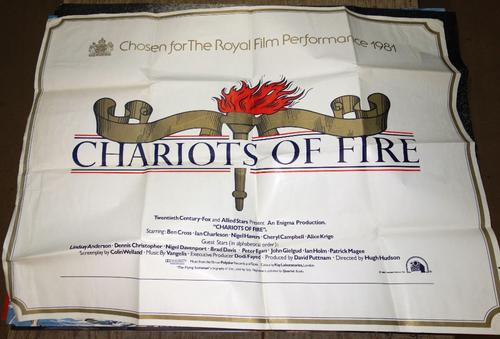 Chosen for The Royal Film Performance 1981
CHARIOTS OF FIRE
Twentieth Century-Fox and Allied Stars Present An Enigma Production.
"CHARIOTS OF FIRE".
Starring: Ben Cross · Ian Charleson · Nigel Havers · Cheryl Campbell · Alice Krige
Guest Stars (in alphabetical order):
Lindsay Anderson · Dennis Christopher · Nigel Davenport · Brad Davis · Peter Egan · John Gielgud · Ian Holm · Patrick Magee
Screenplay by Colin Welland · Music By Vangelis · Executive Producer Dodi Fayed · Produced by David Puttnam · Directed by Hugh Hudson